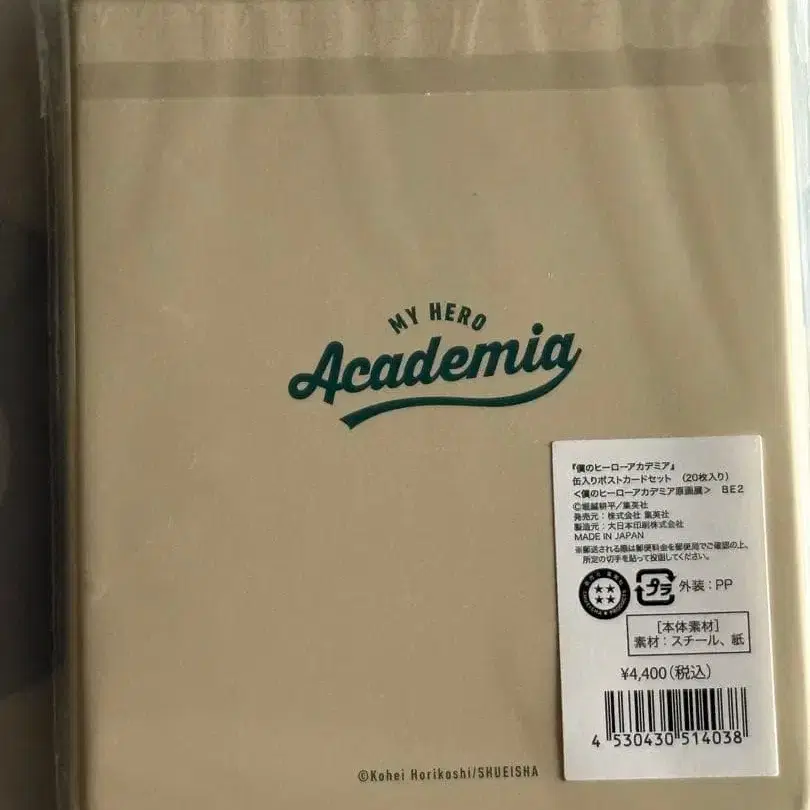 MY HERO
Academia
『僕のヒーローアカデミア』
缶入りポストカードセット (20枚入り)
＜僕のヒーローアカデミア原画展＞ BE2
©堀越耕平/集英社
発売元：株式会社 集英社
製造元：大日本印刷株式会社
MADE IN JAPAN
※郵送される際は郵便料金を郵便局でご確認の上、
所定の切手を貼って投函してください。
プラ 外装：PP
[本体素材]
素材：スチール、紙
¥4,400(税込)
4 530430 514038
©Kohei Horikoshi/SHUEISHA